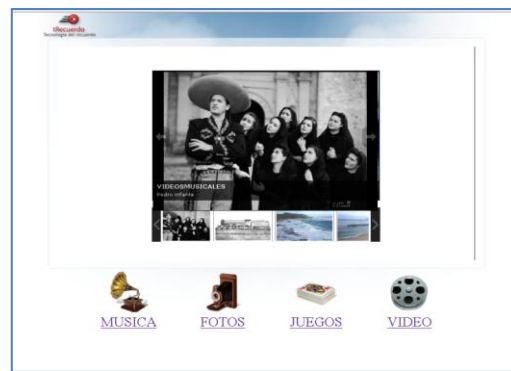 tRecuerdo
Tecnología del recuerdo
VIDEOSMUSICALES
Pedro Infante
MUSICA
FOTOS
JUEGOS
VIDEO